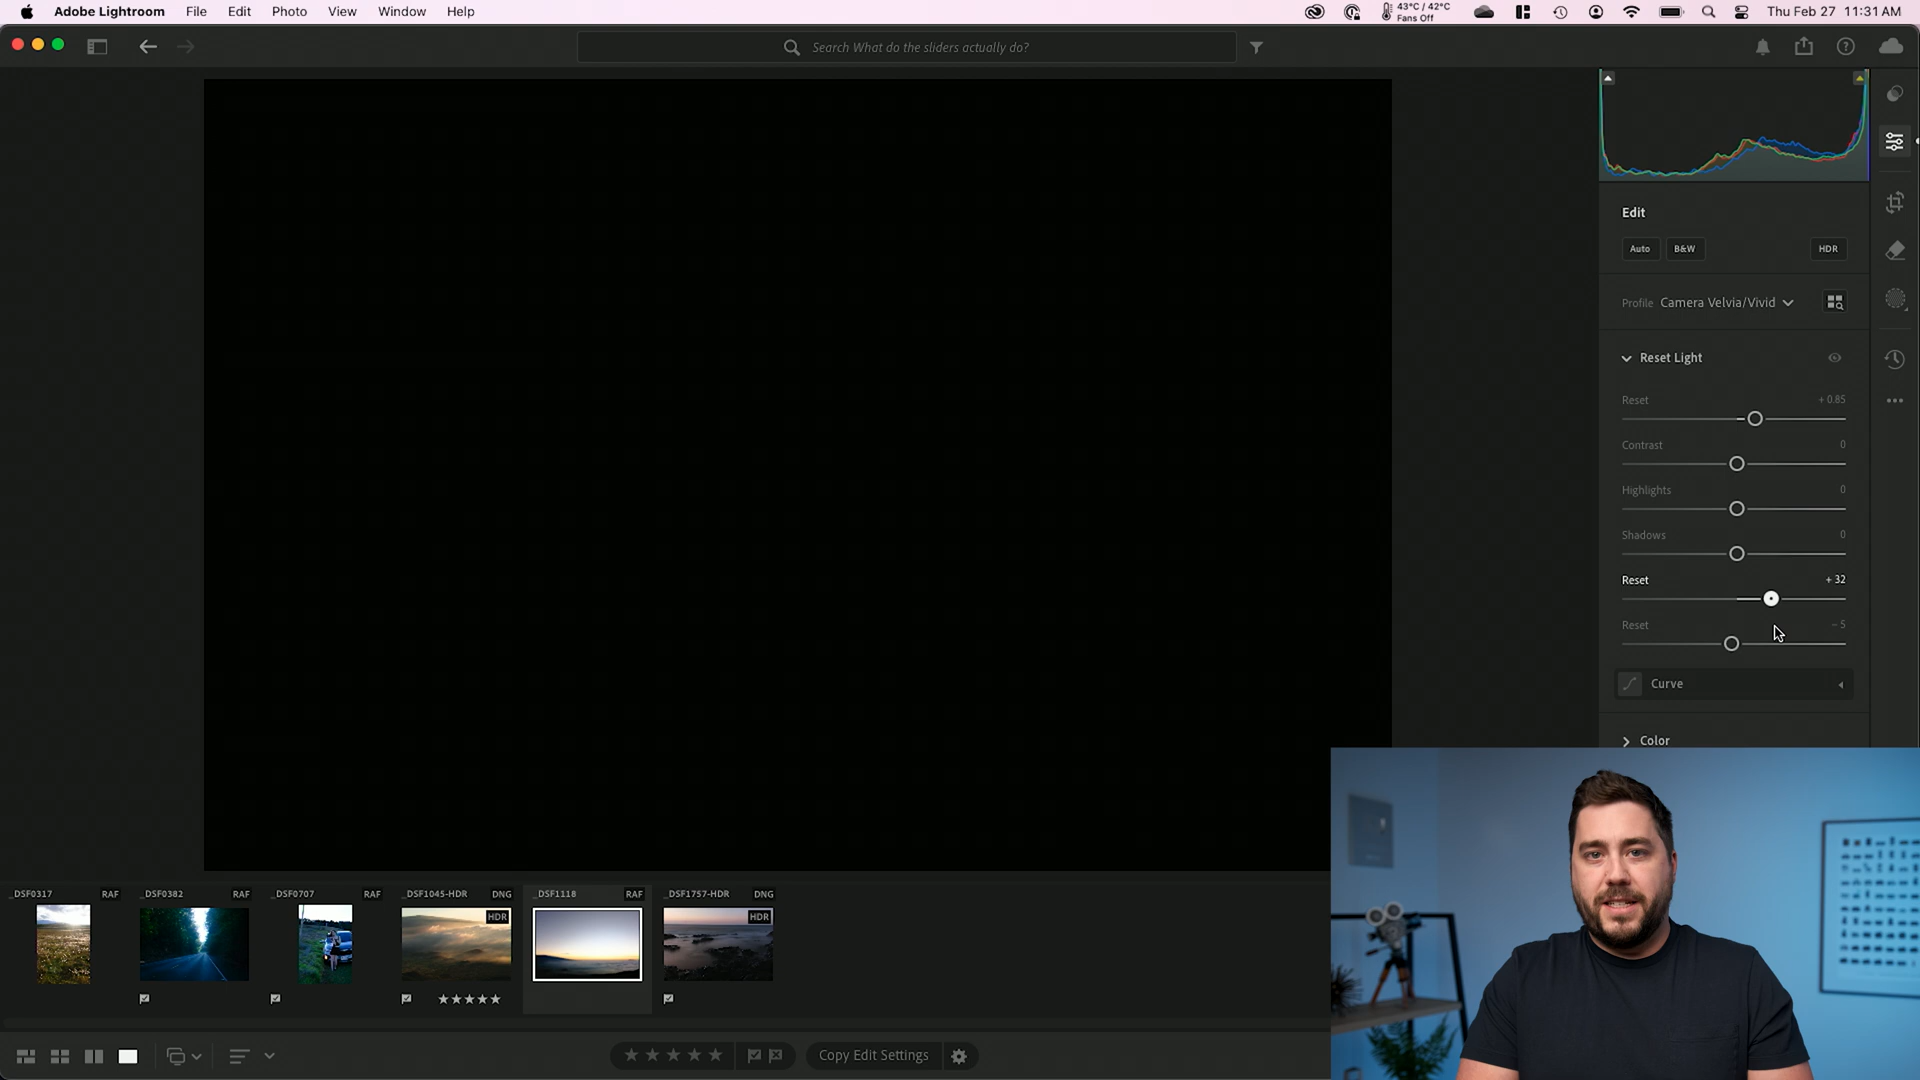 Adobe Lightroom File Edit Photo View Window Help
43°C / 42°C
Fans Off
Thu Feb 27 11:31 AM
Search What do the sliders actually do?
Edit
Auto B&W HDR
Profile Camera Velvia/Vivid
Reset Light
Reset + 0.85
Contrast 0
Highlights 0
Shadows 0
Reset + 32
Reset – 5
Curve
Color
_DSF0317 RAF
_DSF0382 RAF
_DSF0707 RAF
_DSF1045-HDR DNG
HDR
_DSF1118 RAF
_DSF1757-HDR DNG
HDR
Copy Edit Settings